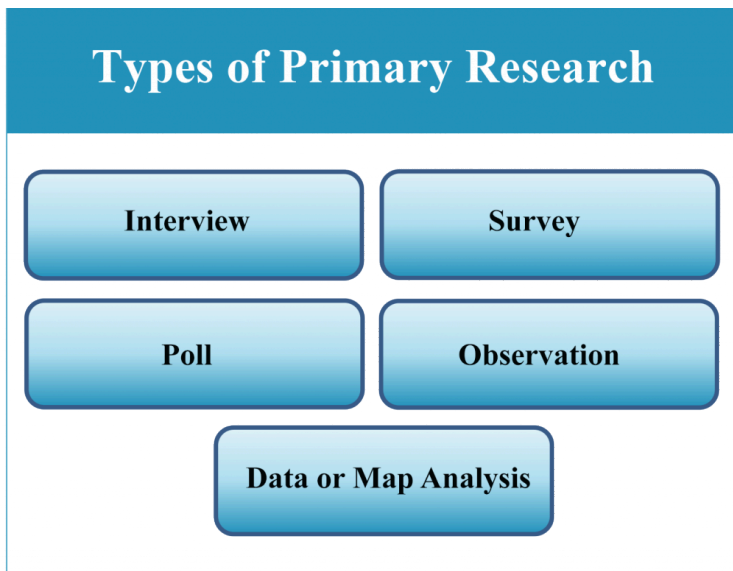 Types of Primary Research
Interview
Survey
Poll
Observation
Data or Map Analysis